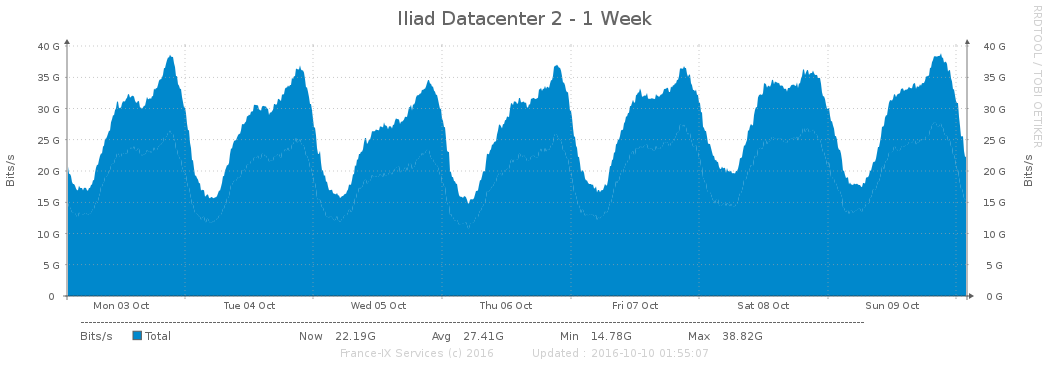 Iliad Datacenter 2 - 1 Week
RRDTOOL / TOBI OETIKER
40 G 40 G
35 G 35 G
30 G 30 G
25 G 25 G
20 G 20 G
15 G 15 G
10 G 10 G
5 G 5 G
0 0 G
Bits/s Bits/s
Mon 03 Oct Tue 04 Oct Wed 05 Oct Thu 06 Oct Fri 07 Oct Sat 08 Oct Sun 09 Oct
Bits/s Total Now 22.19G Avg 27.41G Min 14.78G Max 38.82G
France-IX Services (c) 2016 Updated : 2016-10-10 01:55:07